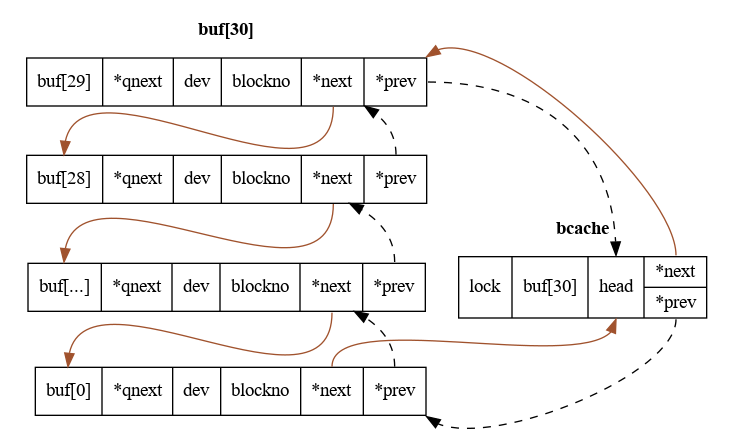 buf[30]
buf[29] *qnext dev blockno *next *prev
buf[28] *qnext dev blockno *next *prev
bcache
buf[...] *qnext dev blockno *next *prev
lock buf[30] head *next
*prev
buf[0] *qnext dev blockno *next *prev